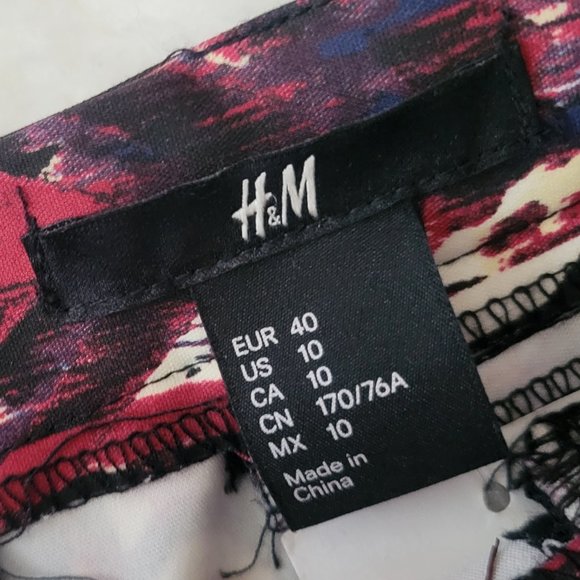 H&M
EUR 40
US 10
CA 10
CN 170/76A
MX 10
Made in
China